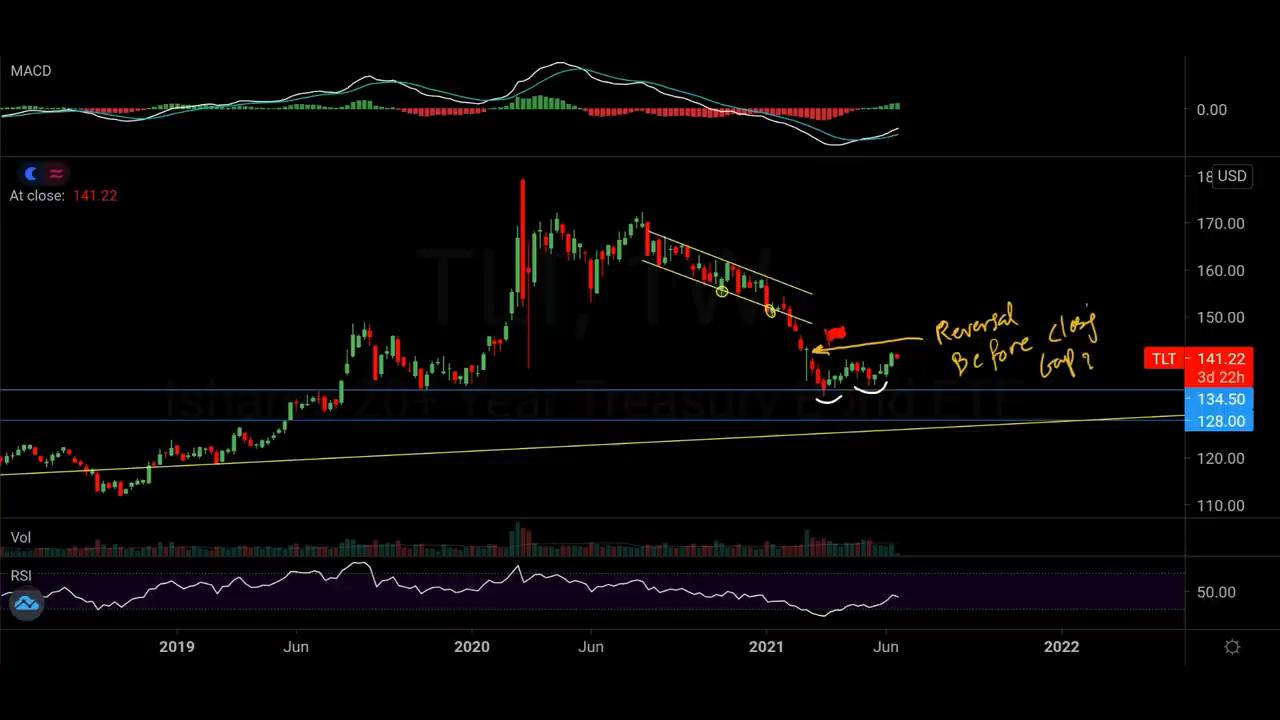 MACD
0.00
USD
At close: 141.22
170.00
160.00
TLT, 1W
150.00
Reversal
Before closing
Gap?
TLT 141.22
3d 22h
134.50
128.00
120.00
110.00
Vol
RSI
50.00
2019 Jun 2020 Jun 2021 Jun 2022